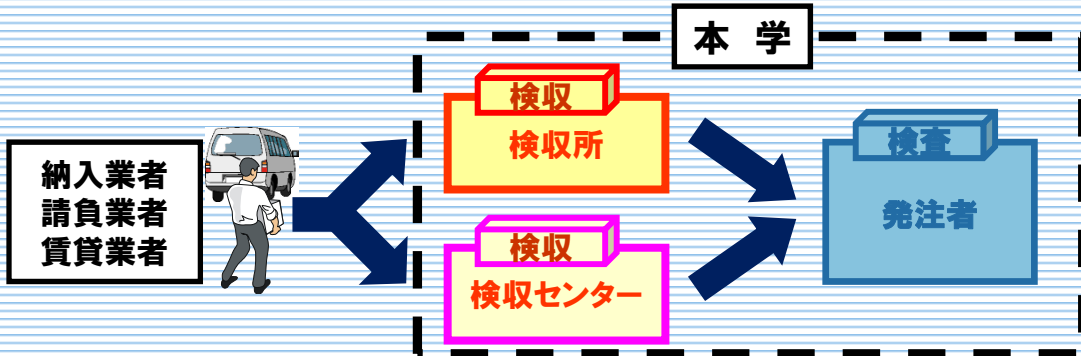 本 学
納入業者
請負業者
賃貸業者
検収
検収所
検収
検収センター
検査
発注者